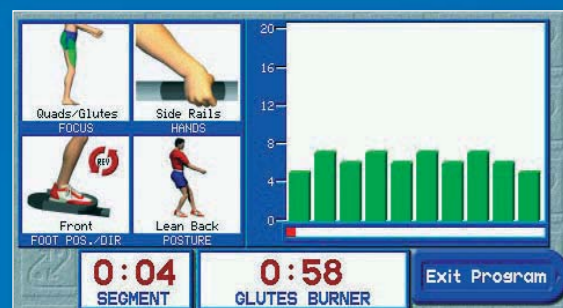 Quads/Glutes
FOCUS
Side Rails
HANDS
REV
Front
FOOT POS./DIR
Lean Back
POSTURE
20
16
12
8
4
0
0:04
SEGMENT
0:58
GLUTES BURNER
Exit Program